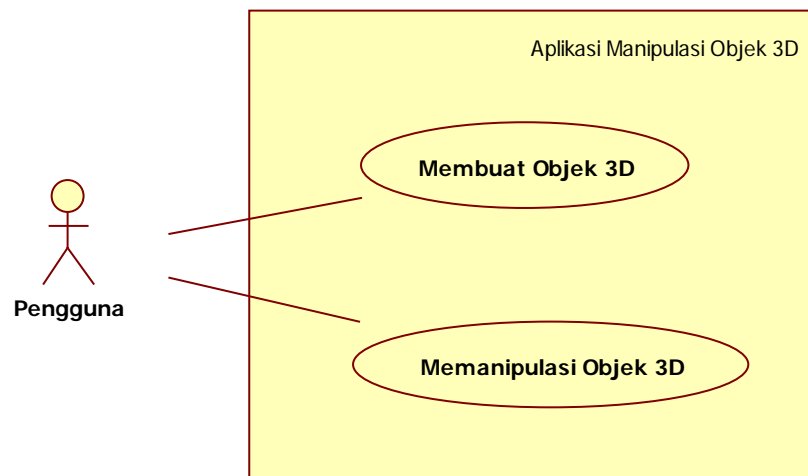 Aplikasi Manipulasi Objek 3D
Membuat Objek 3D
Pengguna
Memanipulasi Objek 3D